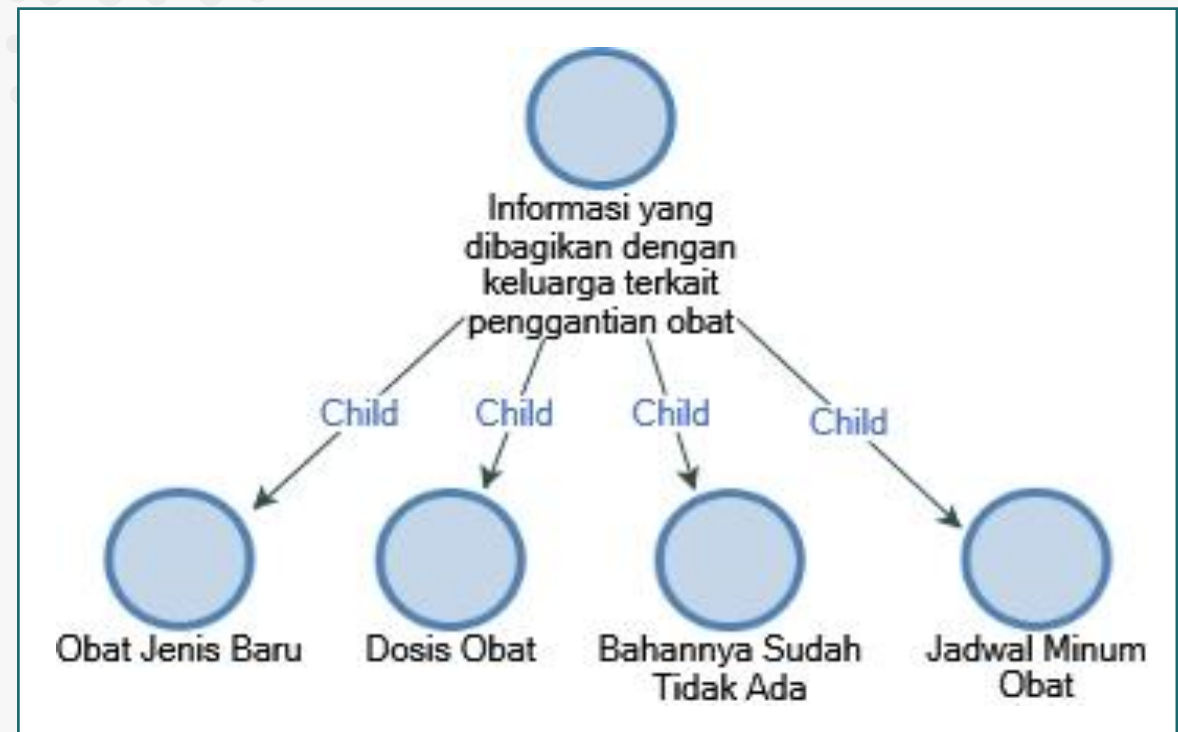 Informasi yang
dibagikan dengan
keluarga terkait
penggantian obat
Child
Child
Child
Child
Obat Jenis Baru
Dosis Obat
Bahannya Sudah
Tidak Ada
Jadwal Minum
Obat